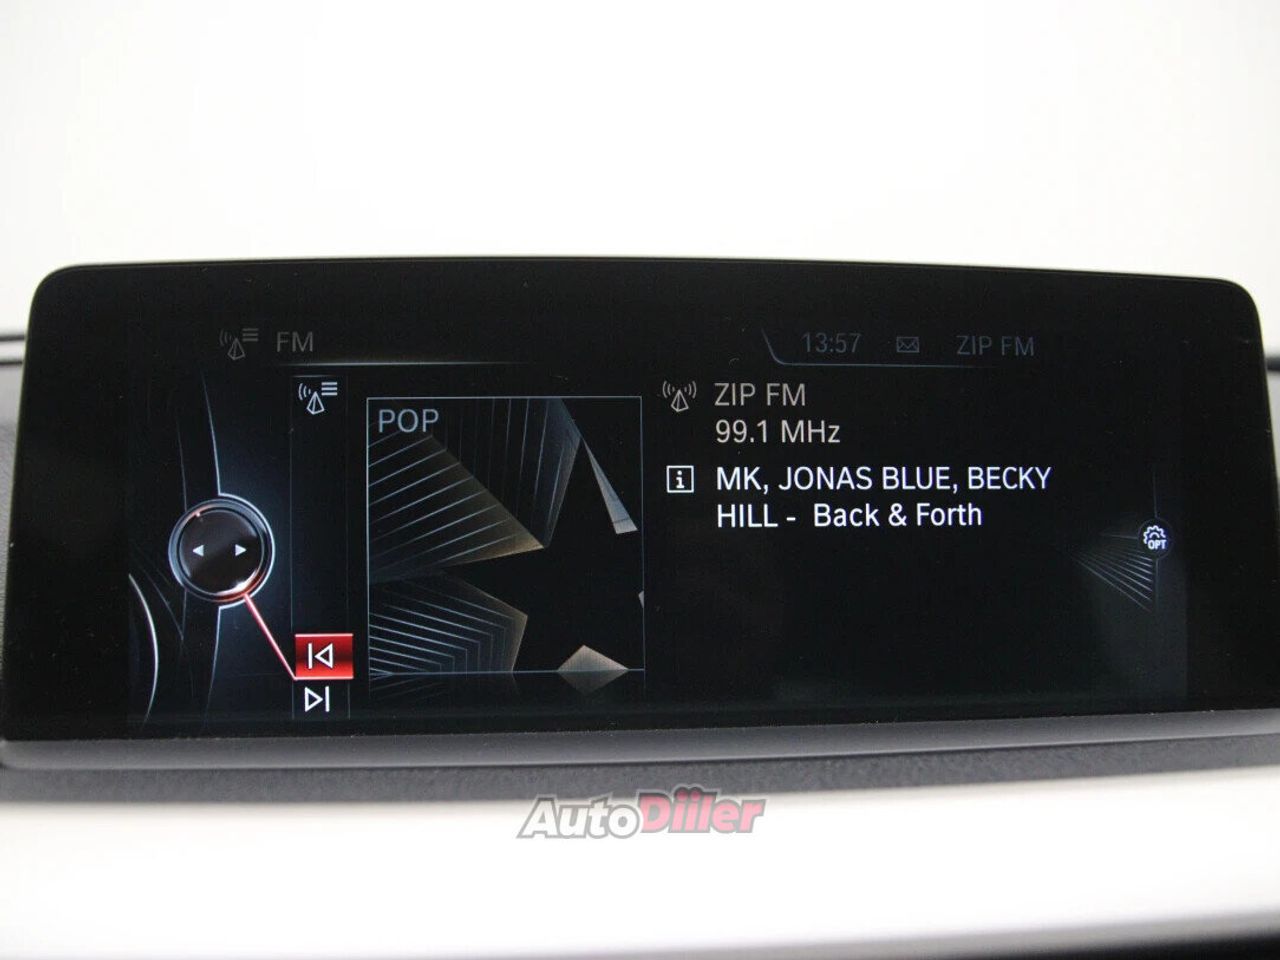 FM
13:57 ZIP FM
POP
ZIP FM
99.1 MHz
MK, JONAS BLUE, BECKY
HILL - Back & Forth
OPT
AutoDiiler